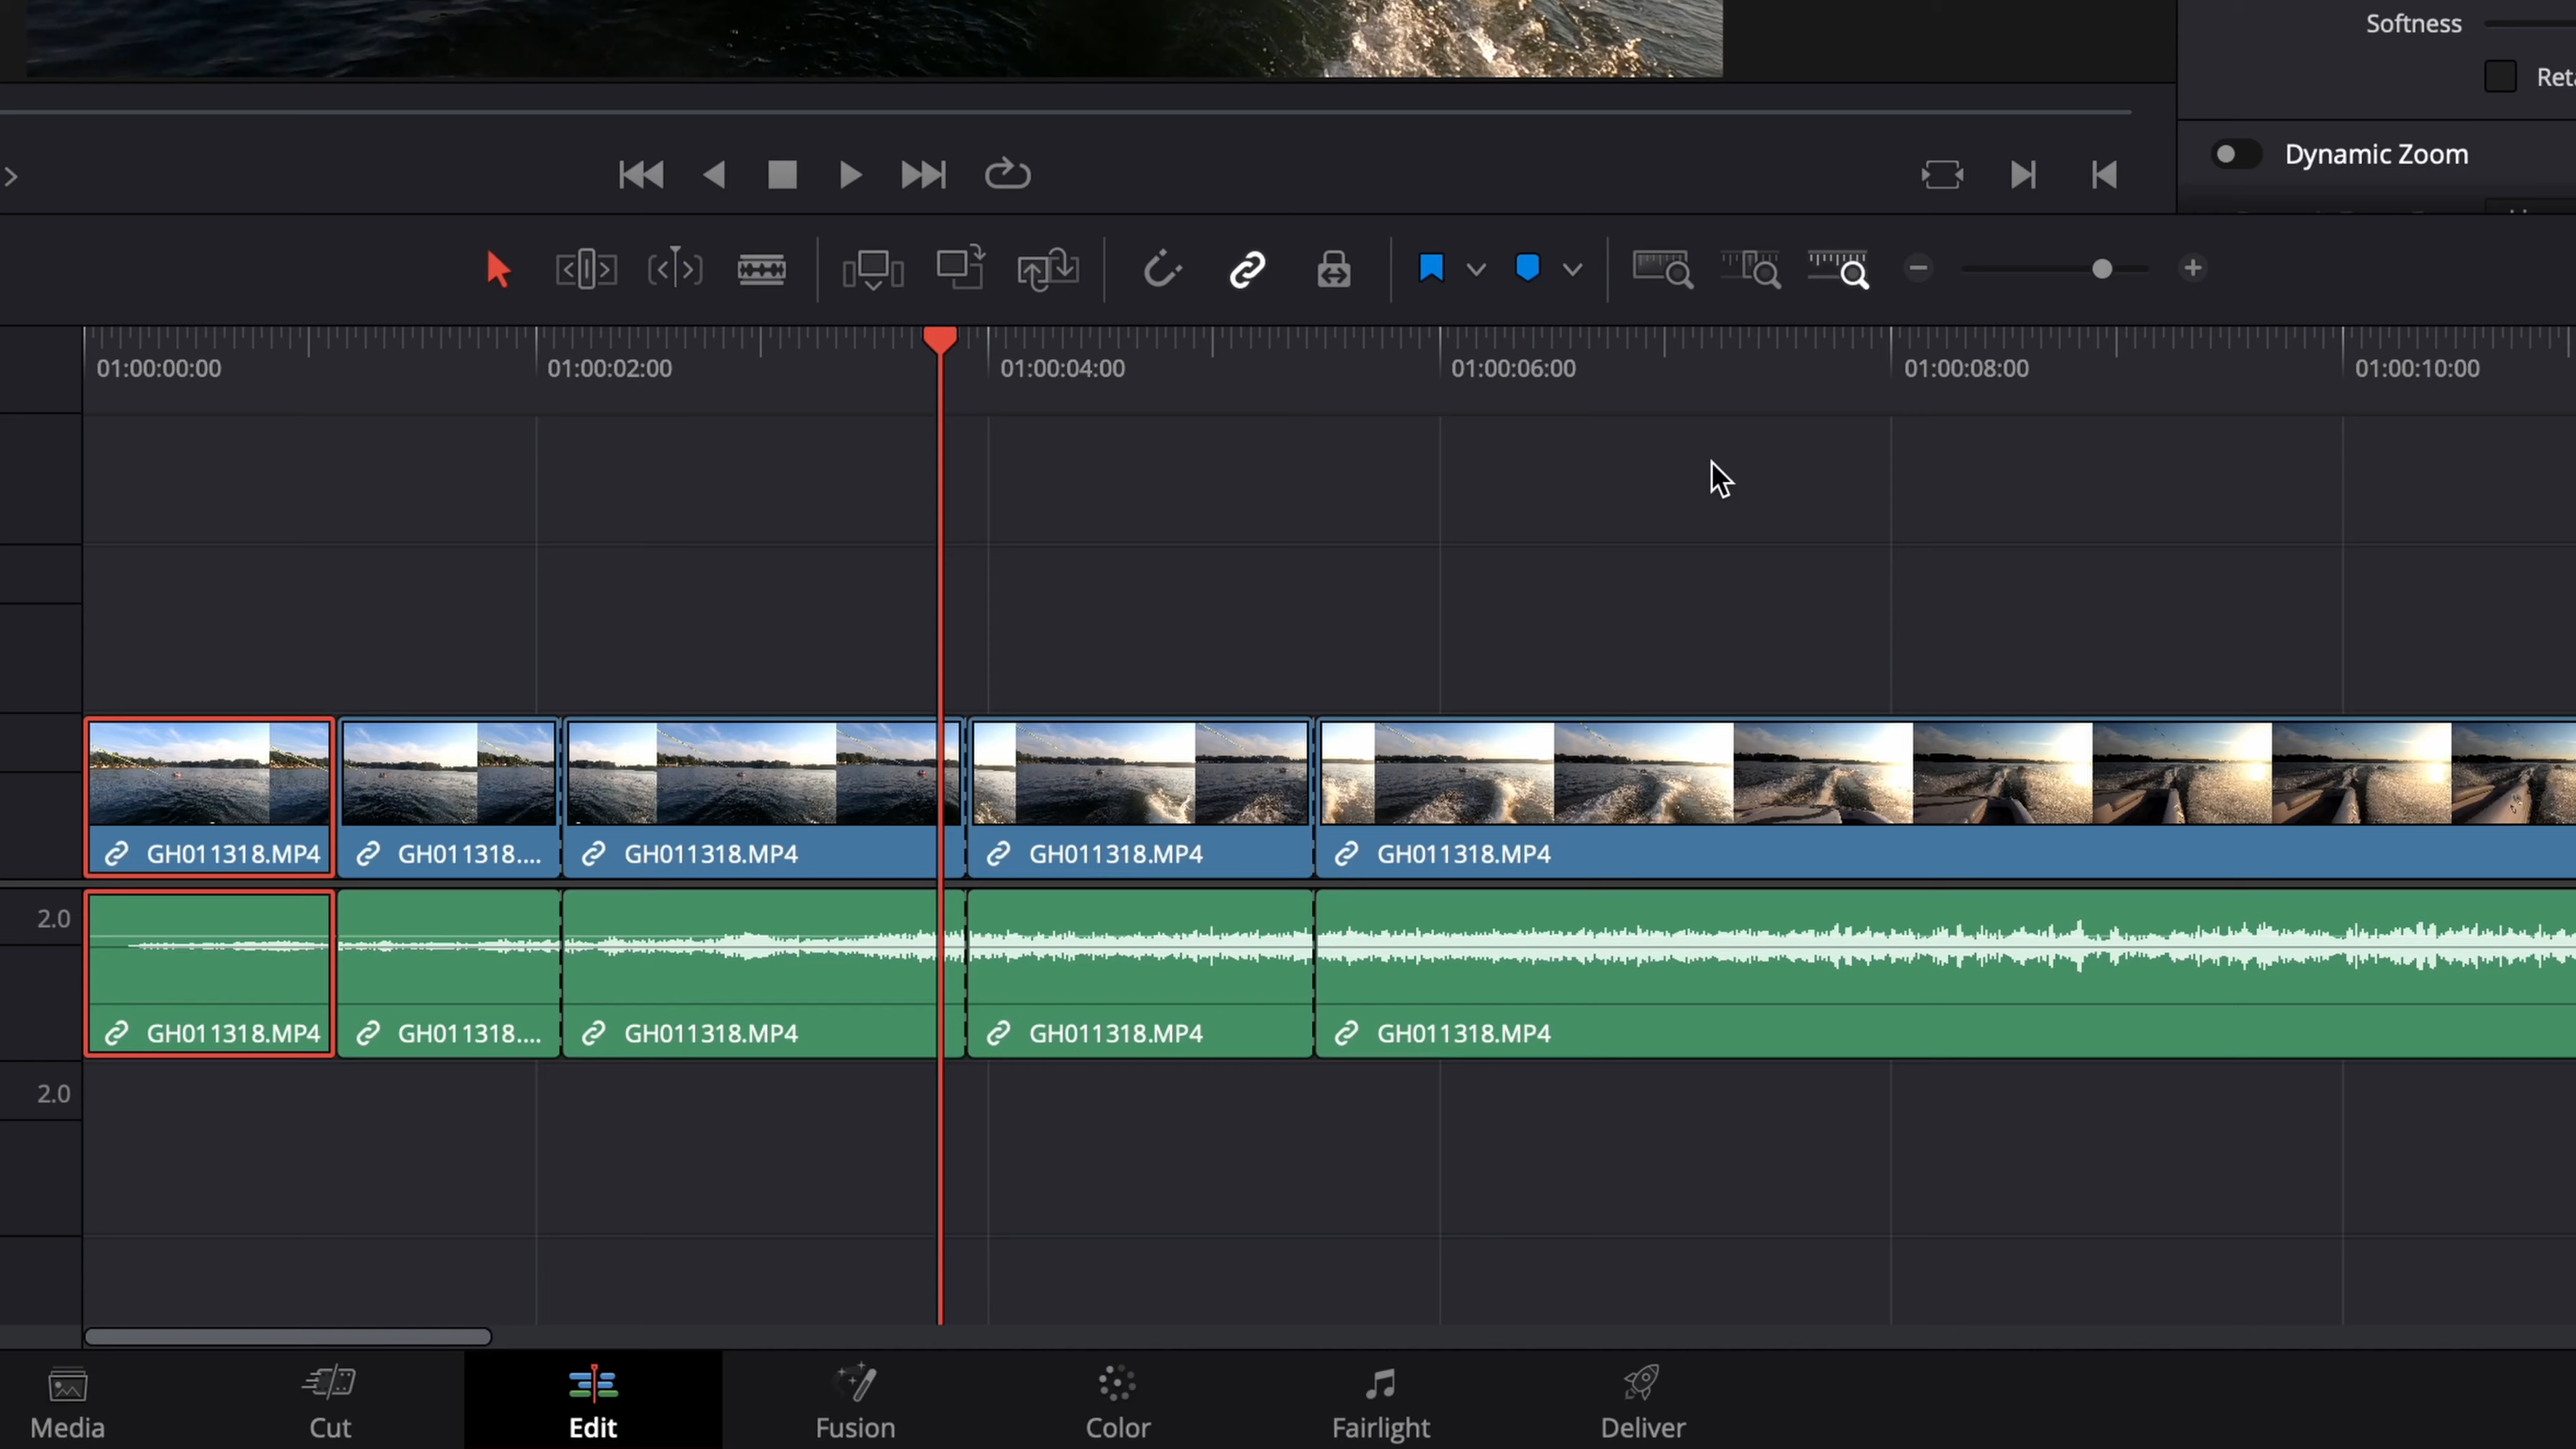 Softness
Dynamic Zoom
01:00:00:00 01:00:02:00 01:00:04:00 01:00:06:00 01:00:08:00 01:00:10:00
GH011318.MP4 GH011318.... GH011318.MP4 GH011318.MP4 GH011318.MP4
2.0
GH011318.MP4 GH011318.... GH011318.MP4 GH011318.MP4 GH011318.MP4
2.0
Media Cut Edit Fusion Color Fairlight Deliver